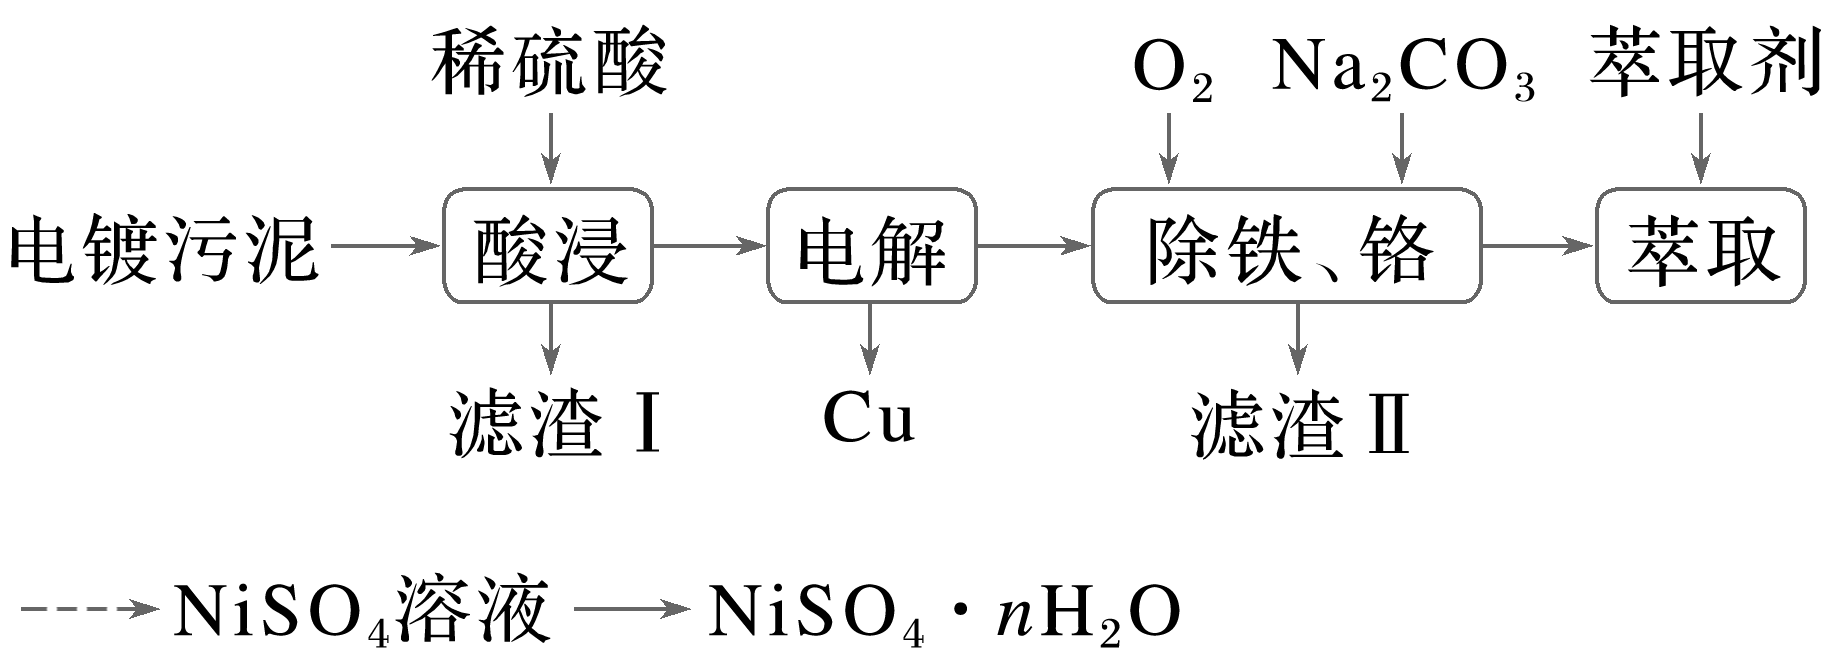 稀硫酸 O₂ Na₂CO₃ 萃取剂
电镀污泥 酸浸 电解 除铁、铬 萃取
滤渣Ⅰ Cu 滤渣Ⅱ
NiSO₄溶液 NiSO₄·nH₂O